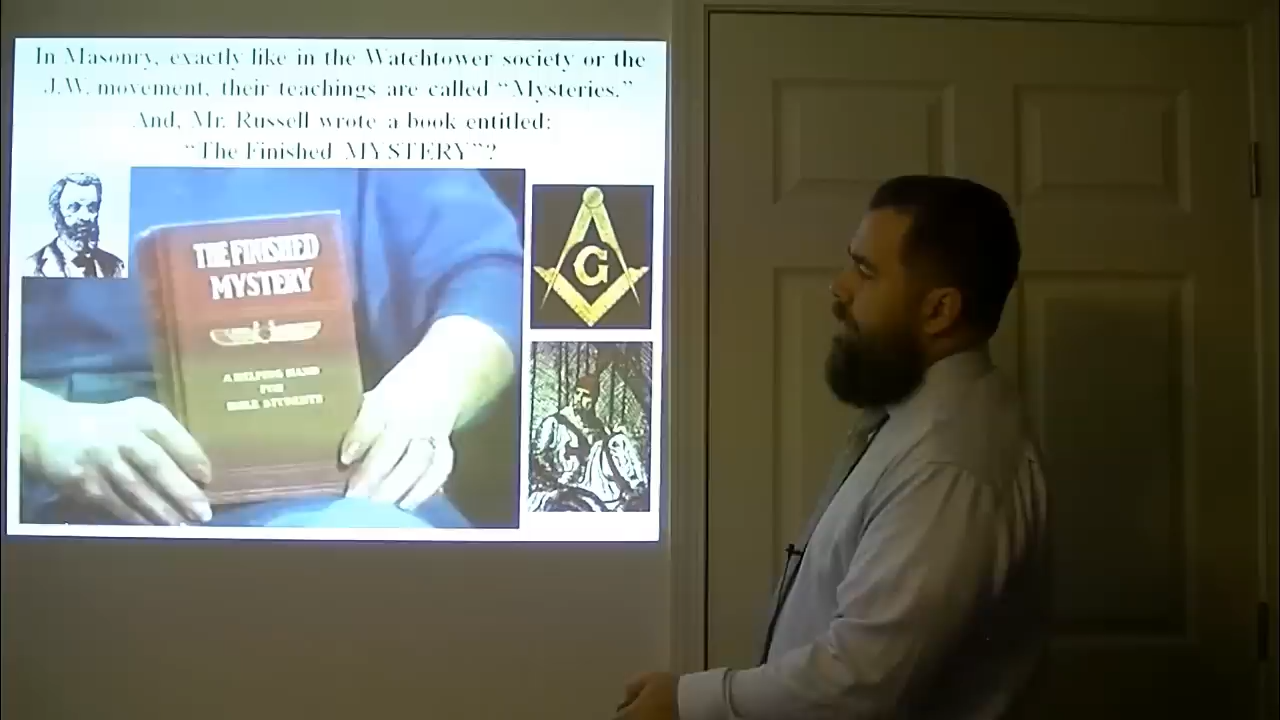 In Masonry, exactly like in the Watchtower society or the
J.W. movement, their teachings are called “Mysteries.”
And, Mr. Russell wrote a book entitled:
“The Finished MYSTERY”?
THE FINISHED
MYSTERY
A HELPING HAND
FOR
BIBLE STUDENTS
G